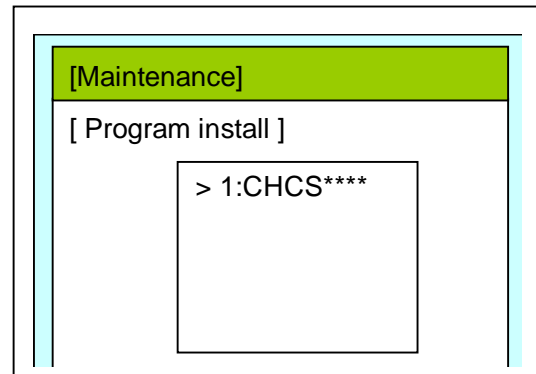 [Maintenance]
[ Program install ]
> 1:CHCS****